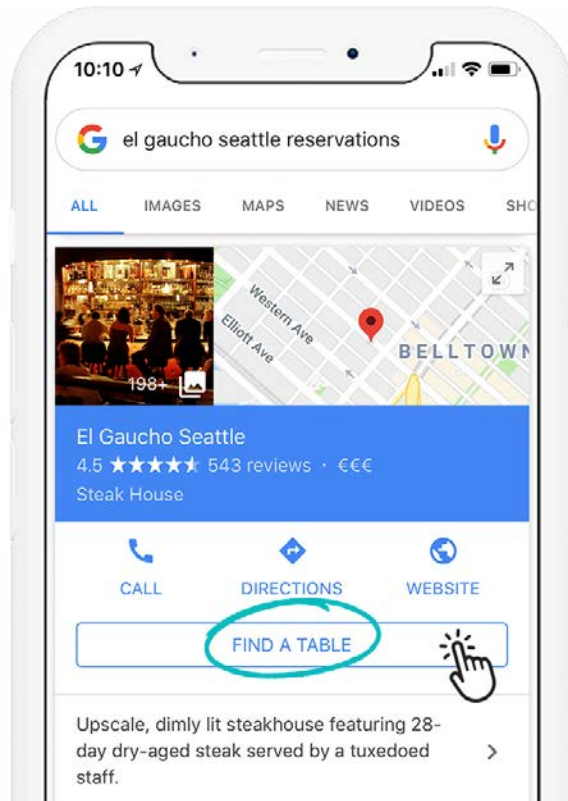 10:10
el gaucho seattle reservations
ALL IMAGES MAPS NEWS VIDEOS SHO
Western Ave
Elliott Ave
BELLTOWN
198+
El Gaucho Seattle
4.5 ★★★★★ 543 reviews · €€€
Steak House
CALL DIRECTIONS WEBSITE
FIND A TABLE
Upscale, dimly lit steakhouse featuring 28-
day dry-aged steak served by a tuxedoed
staff.